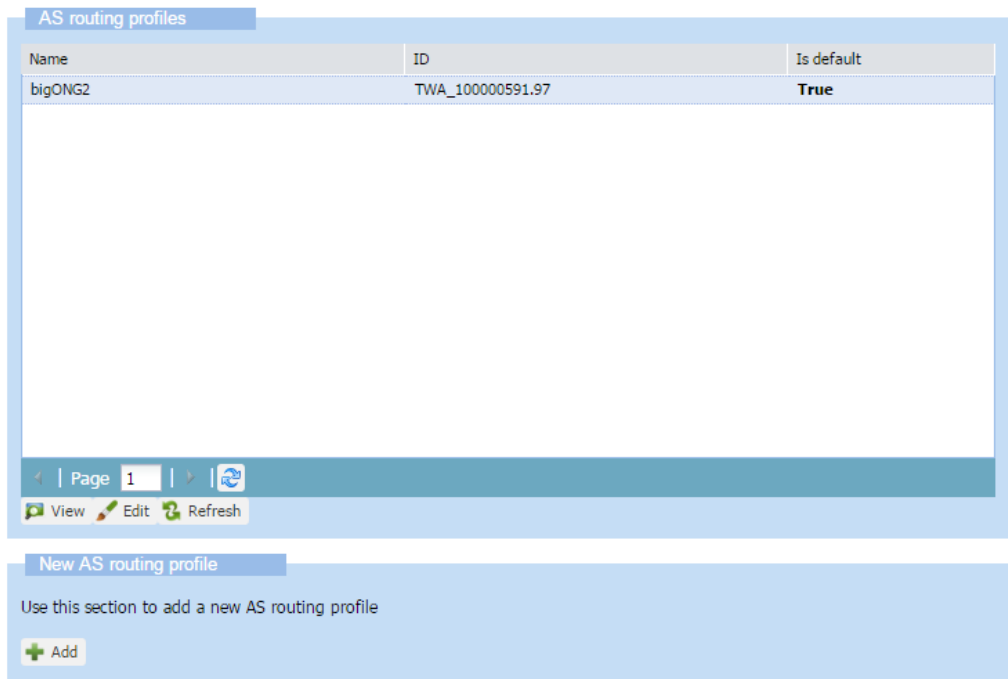 AS routing profiles
Name ID Is default
bigONG2 TWA_100000591.97 True
| Page 1 | |
View Edit Refresh
New AS routing profile
Use this section to add a new AS routing profile
Add